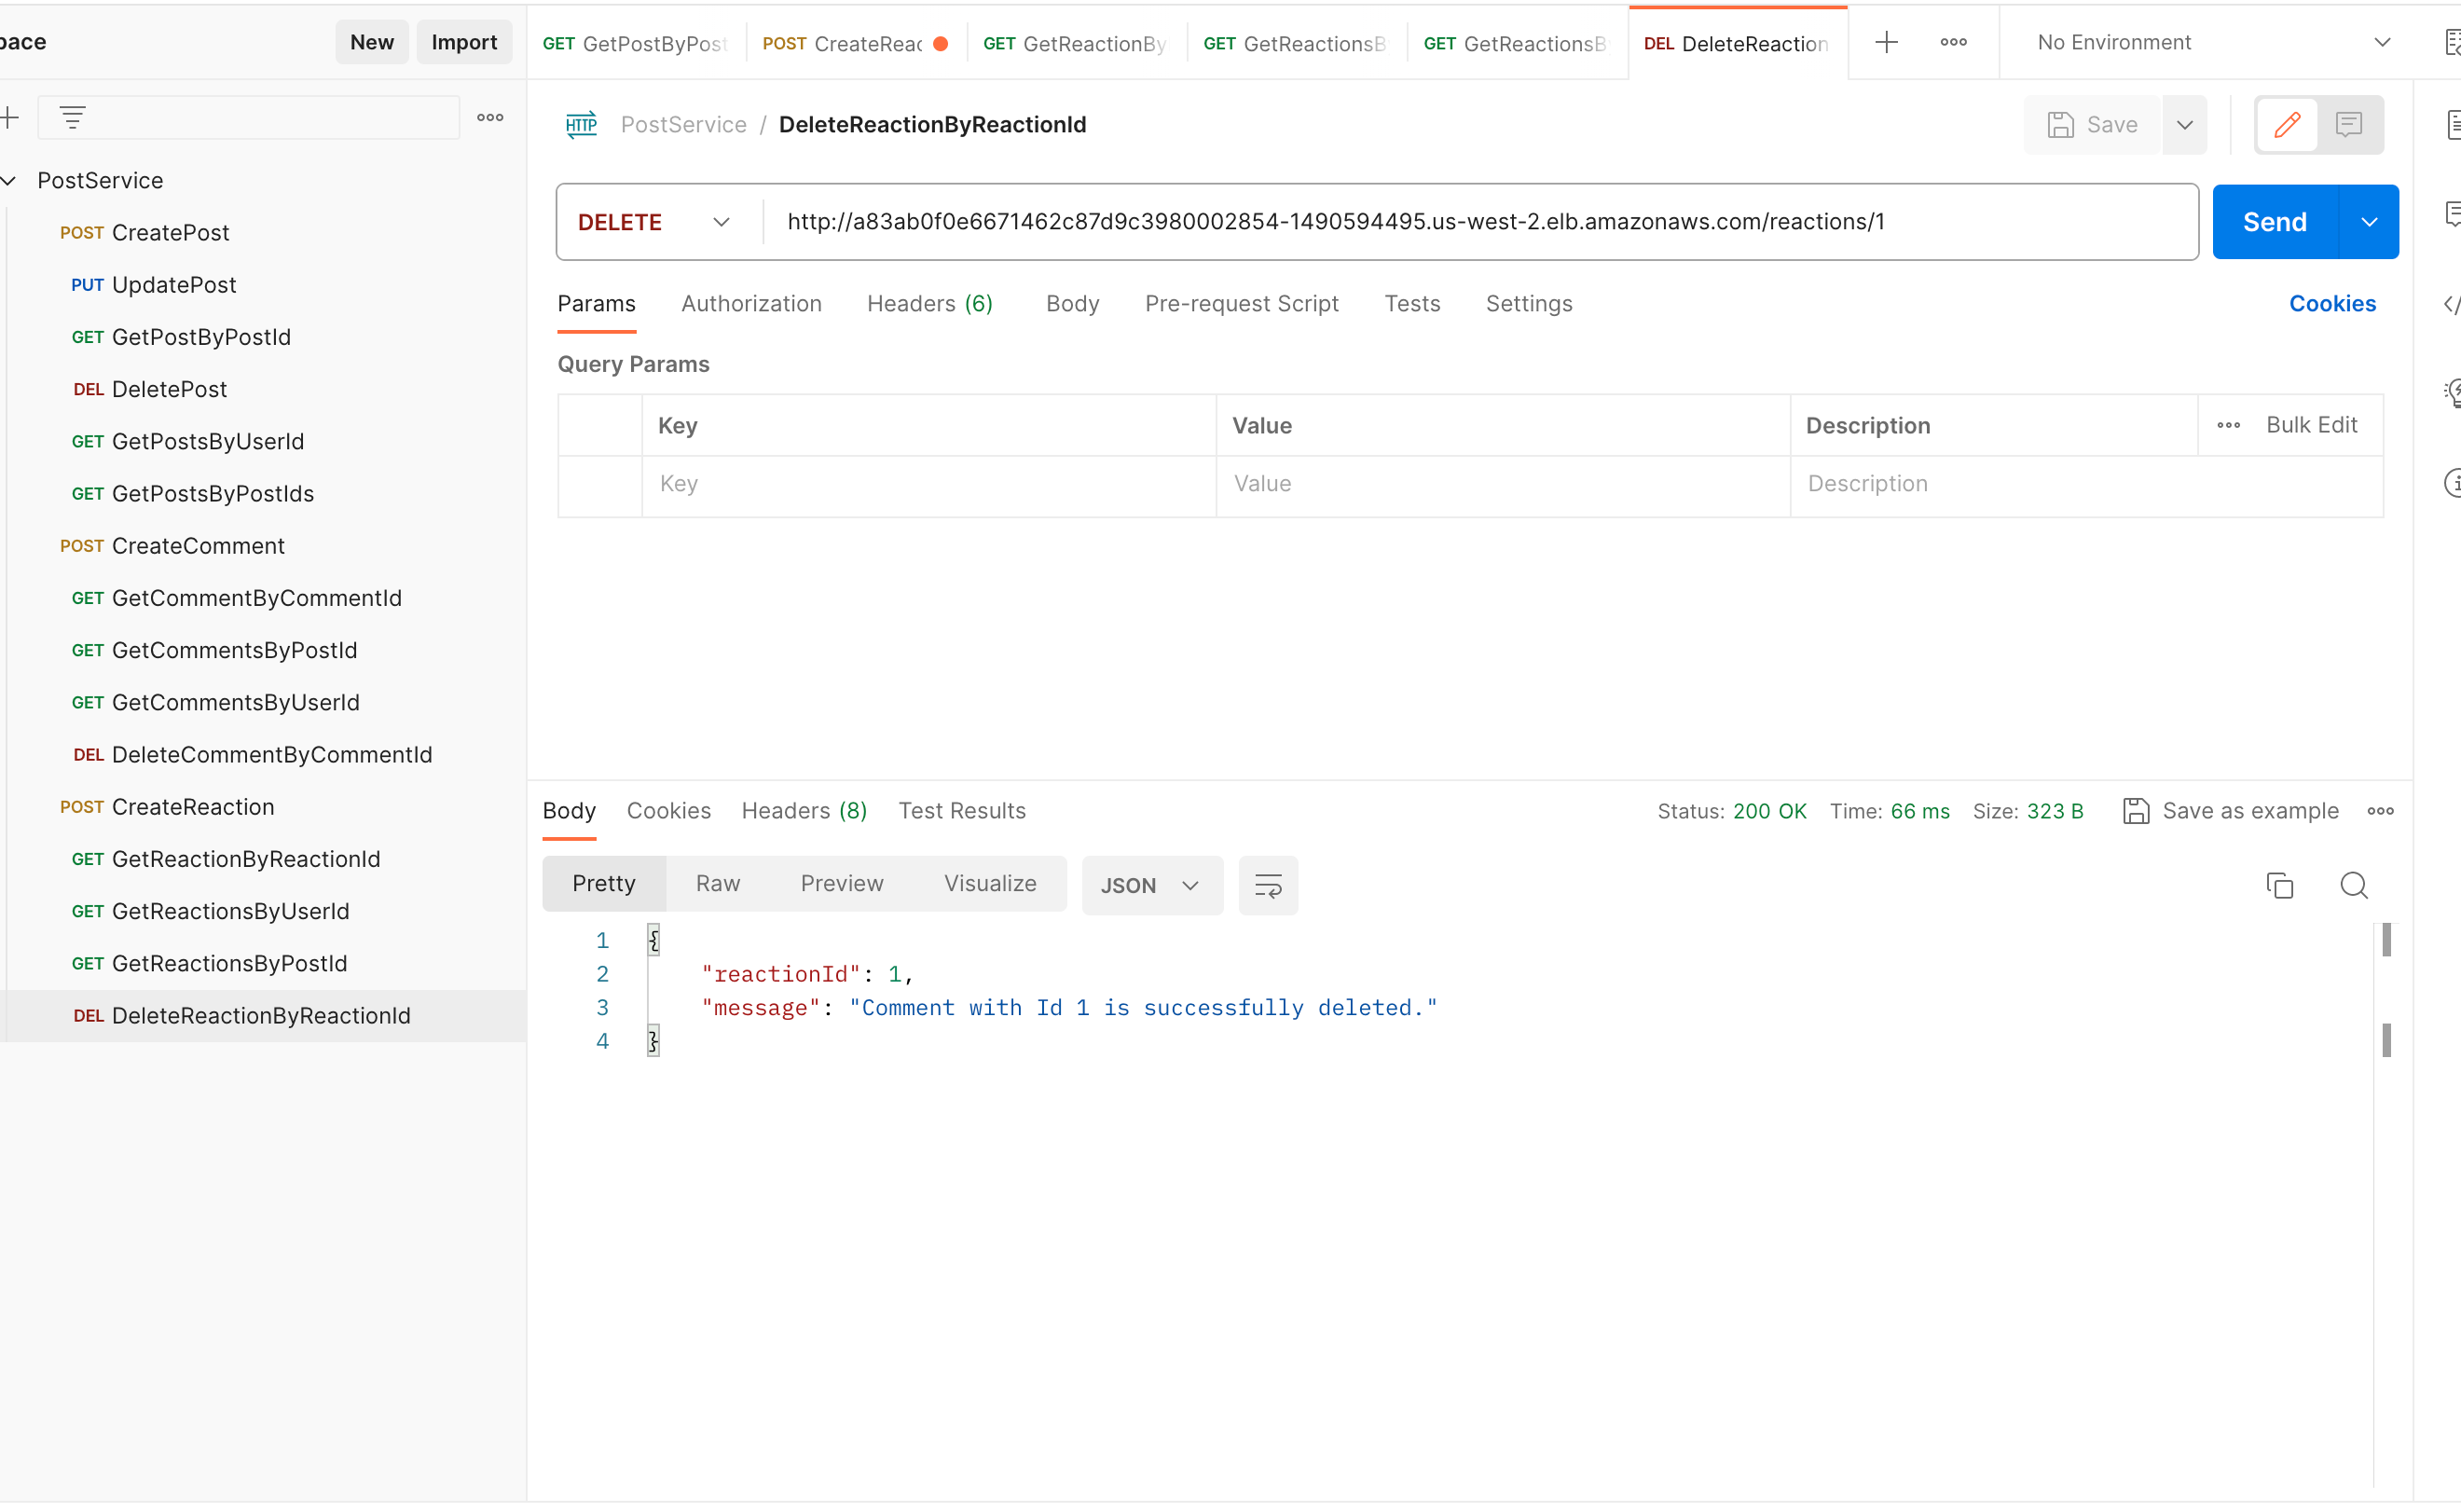 pace
New
Import
GET GetPostByPost
POST CreateReac
GET GetReactionBy
GET GetReactionsB
GET GetReactionsB
DEL DeleteReaction
No Environment
HTTP PostService / DeleteReactionByReactionId
Save
PostService
POST CreatePost
PUT UpdatePost
GET GetPostByPostId
DEL DeletePost
GET GetPostsByUserId
GET GetPostsByPostIds
POST CreateComment
GET GetCommentByCommentId
GET GetCommentsByPostId
GET GetCommentsByUserId
DEL DeleteCommentByCommentId
POST CreateReaction
GET GetReactionByReactionId
GET GetReactionsByUserId
GET GetReactionsByPostId
DEL DeleteReactionByReactionId
DELETE http://a83ab0f0e6671462c87d9c3980002854-1490594495.us-west-2.elb.amazonaws.com/reactions/1
Send
Params Authorization Headers (6) Body Pre-request Script Tests Settings Cookies
Query Params
Key Value Description Bulk Edit
Key Value Description
Body Cookies Headers (8) Test Results Status: 200 OK Time: 66 ms Size: 323 B Save as example
Pretty Raw Preview Visualize JSON
1 {
2 "reactionId": 1,
3 "message": "Comment with Id 1 is successfully deleted."
4 }